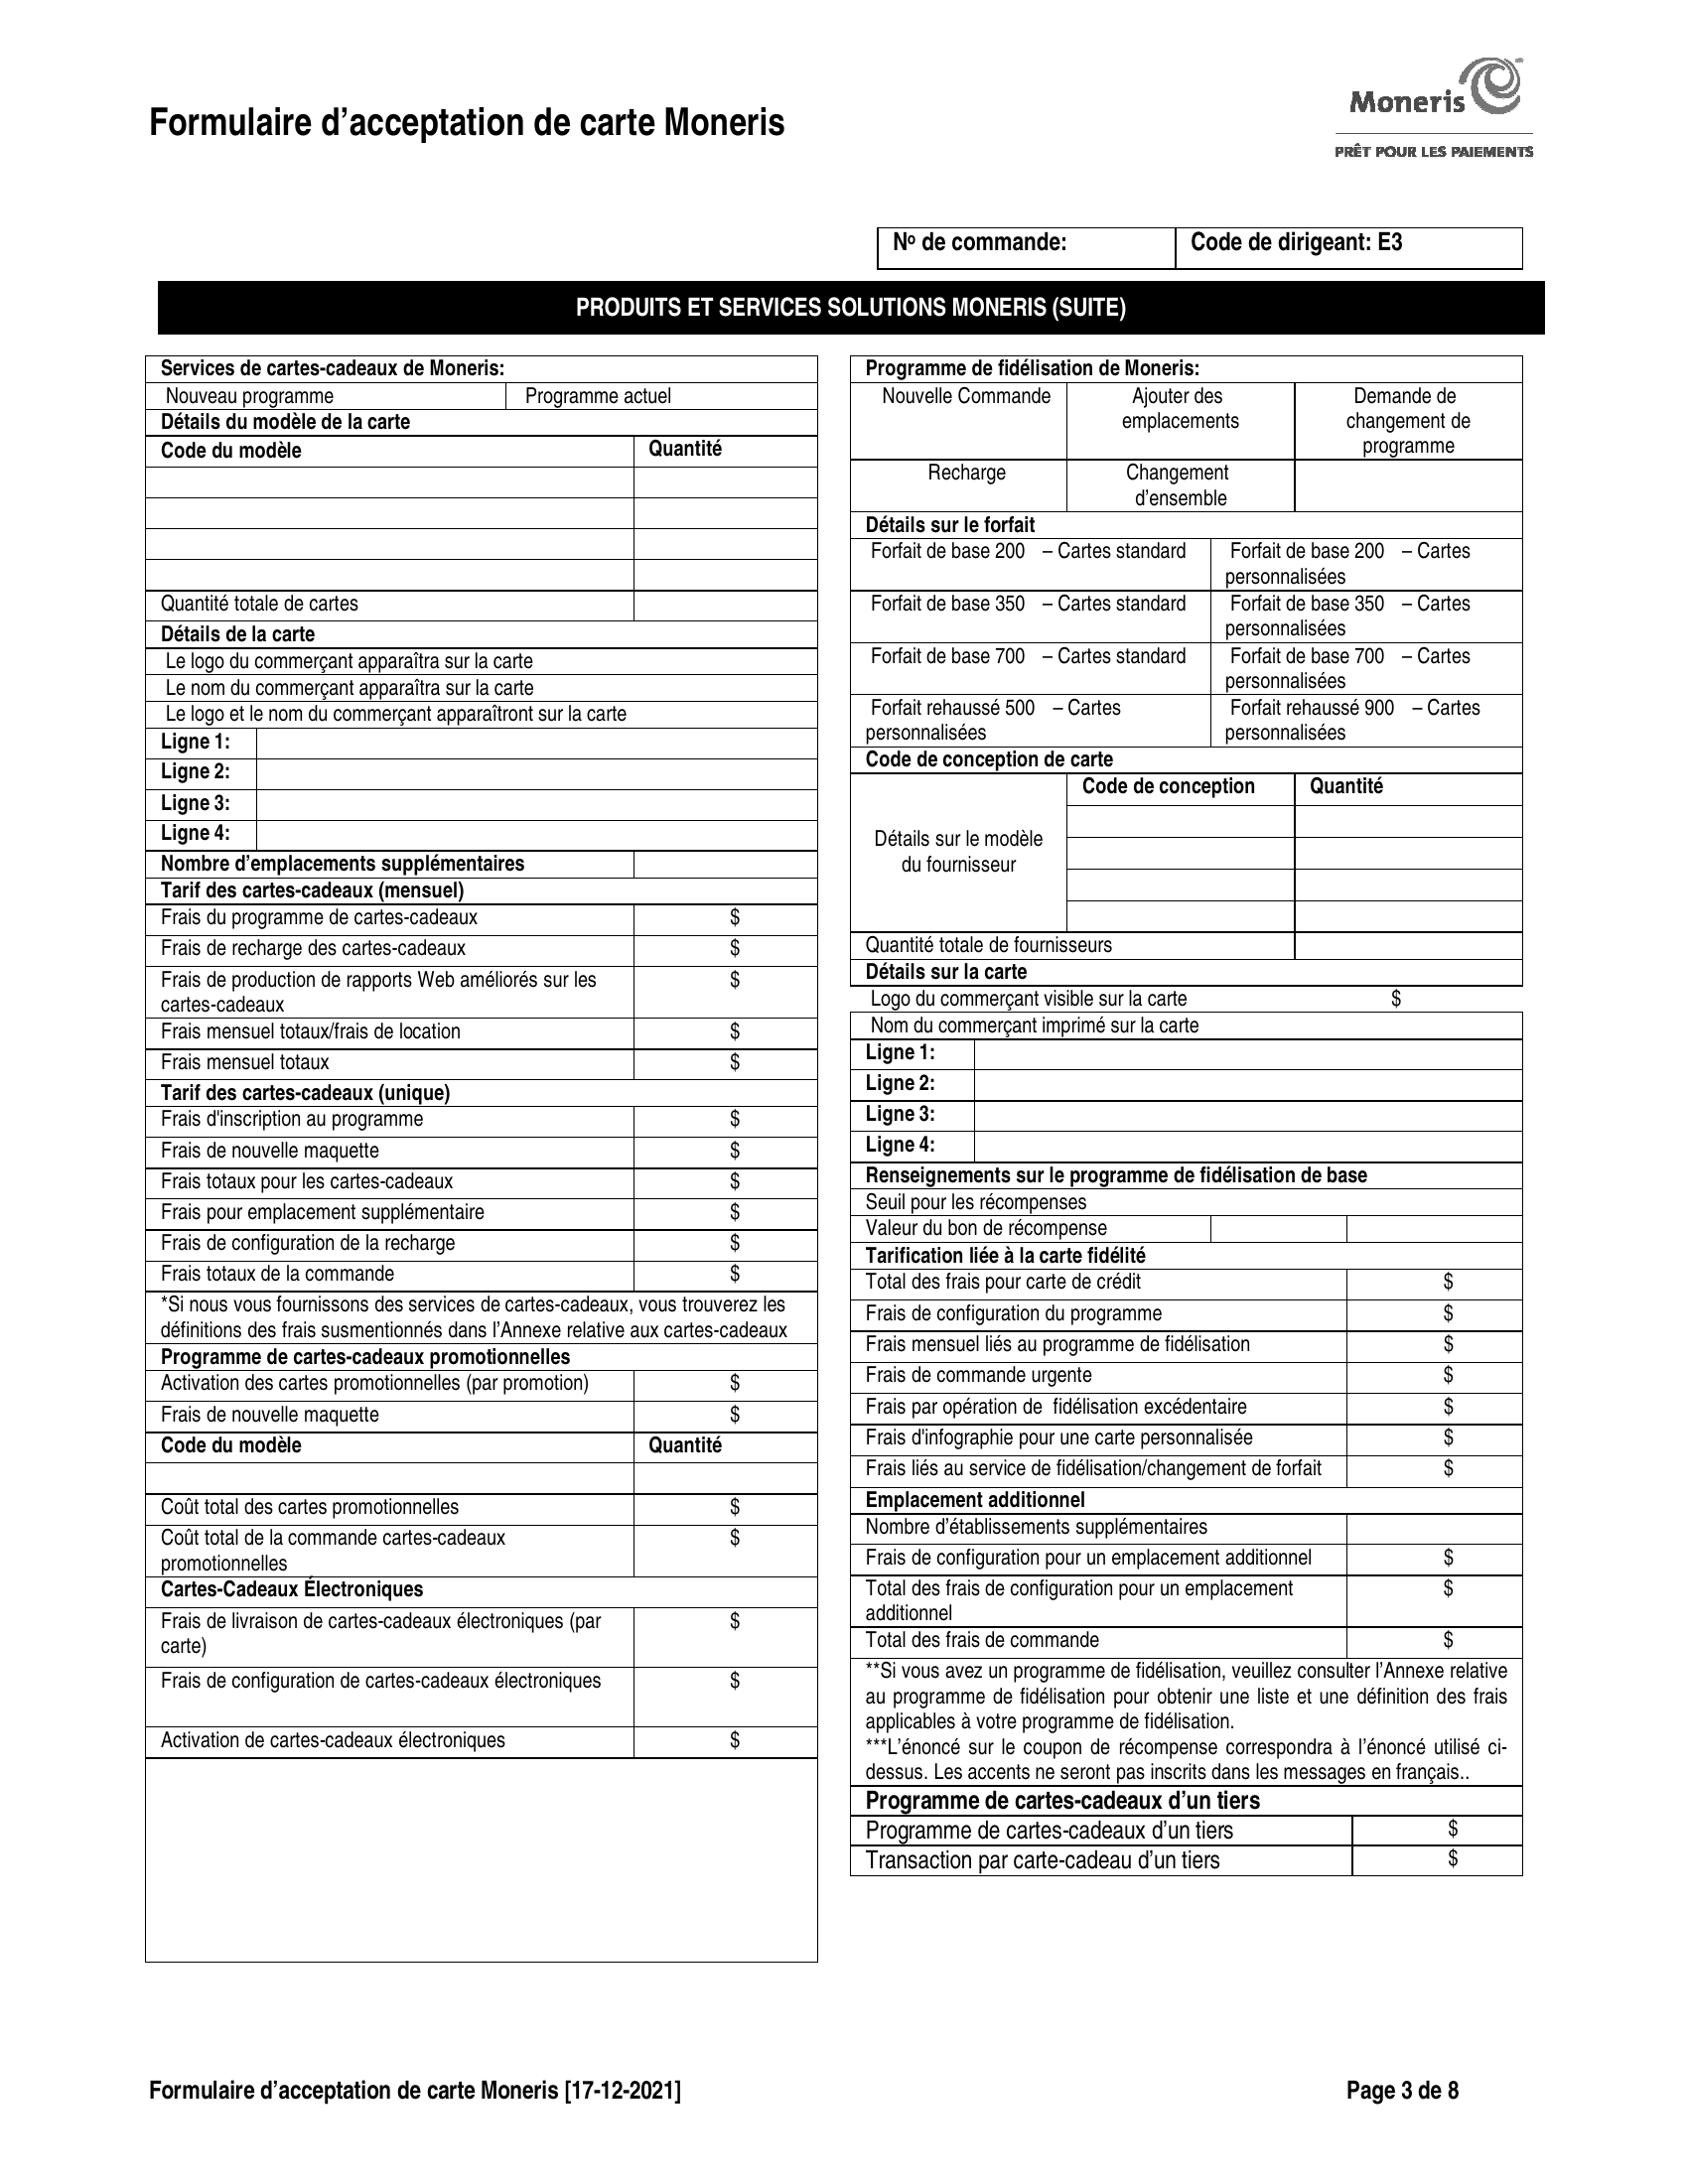 Formulaire d’acceptation de carte Moneris
Moneris
PRÊT POUR LES PAIEMENTS
Nº de commande:
Code de dirigeant: E3
PRODUITS ET SERVICES SOLUTIONS MONERIS (SUITE)
Services de cartes-cadeaux de Moneris:
Nouveau programme
Programme actuel
Détails du modèle de la carte
Code du modèle
Quantité
Quantité totale de cartes
Détails de la carte
Le logo du commerçant apparaîtra sur la carte
Le nom du commerçant apparaîtra sur la carte
Le logo et le nom du commerçant apparaîtront sur la carte
Ligne 1:
Ligne 2:
Ligne 3:
Ligne 4:
Nombre d’emplacements supplémentaires
Tarif des cartes-cadeaux (mensuel)
Frais du programme de cartes-cadeaux $
Frais de recharge des cartes-cadeaux $
Frais de production de rapports Web améliorés sur les $
cartes-cadeaux
Frais mensuel totaux/frais de location $
Frais mensuel totaux $
Tarif des cartes-cadeaux (unique)
Frais d'inscription au programme $
Frais de nouvelle maquette $
Frais totaux pour les cartes-cadeaux $
Frais pour emplacement supplémentaire $
Frais de configuration de la recharge $
Frais totaux de la commande $
*Si nous vous fournissons des services de cartes-cadeaux, vous trouverez les
définitions des frais susmentionnés dans l’Annexe relative aux cartes-cadeaux
Programme de cartes-cadeaux promotionnelles
Activation des cartes promotionnelles (par promotion) $
Frais de nouvelle maquette $
Code du modèle
Quantité
Coût total des cartes promotionnelles $
Coût total de la commande cartes-cadeaux $
promotionnelles
Cartes-Cadeaux Électroniques
Frais de livraison de cartes-cadeaux électroniques (par $
carte)
Frais de configuration de cartes-cadeaux électroniques $
Activation de cartes-cadeaux électroniques $
Programme de fidélisation de Moneris:
Nouvelle Commande
Ajouter des
emplacements
Demande de
changement de
programme
Recharge
Changement
d’ensemble
Détails sur le forfait
Forfait de base 200 – Cartes standard
Forfait de base 200 – Cartes
personnalisées
Forfait de base 350 – Cartes standard
Forfait de base 350 – Cartes
personnalisées
Forfait de base 700 – Cartes standard
Forfait de base 700 – Cartes
personnalisées
Forfait rehaussé 500 – Cartes
personnalisées
Forfait rehaussé 900 – Cartes
personnalisées
Code de conception de carte
Code de conception
Quantité
Détails sur le modèle
du fournisseur
Quantité totale de fournisseurs
Détails sur la carte
Logo du commerçant visible sur la carte $
Nom du commerçant imprimé sur la carte
Ligne 1:
Ligne 2:
Ligne 3:
Ligne 4:
Renseignements sur le programme de fidélisation de base
Seuil pour les récompenses
Valeur du bon de récompense
Tarification liée à la carte fidélité
Total des frais pour carte de crédit $
Frais de configuration du programme $
Frais mensuel liés au programme de fidélisation $
Frais de commande urgente $
Frais par opération de fidélisation excédentaire $
Frais d'infographie pour une carte personnalisée $
Frais liés au service de fidélisation/changement de forfait $
Emplacement additionnel
Nombre d’établissements supplémentaires
Frais de configuration pour un emplacement additionnel $
Total des frais de configuration pour un emplacement $
additionnel
Total des frais de commande $
**Si vous avez un programme de fidélisation, veuillez consulter l’Annexe relative
au programme de fidélisation pour obtenir une liste et une définition des frais
applicables à votre programme de fidélisation.
***L’énoncé sur le coupon de récompense correspondra à l’énoncé utilisé ci-
dessus. Les accents ne seront pas inscrits dans les messages en français..
Programme de cartes-cadeaux d’un tiers
Programme de cartes-cadeaux d’un tiers $
Transaction par carte-cadeau d’un tiers $
Formulaire d’acceptation de carte Moneris [17-12-2021]
Page 3 de 8